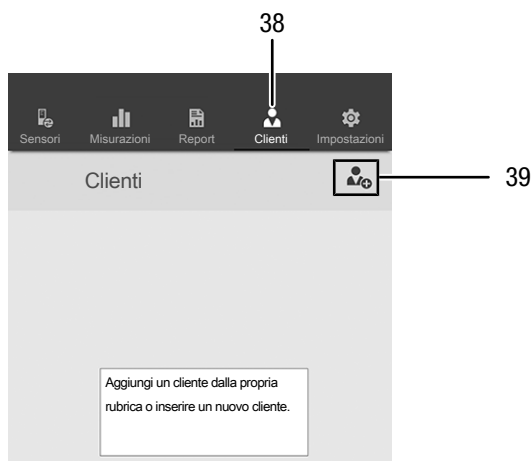 38
Sensori Misurazioni Report Clienti Impostazioni
Clienti
39
Aggiungi un cliente dalla propria
rubrica o inserire un nuovo cliente.